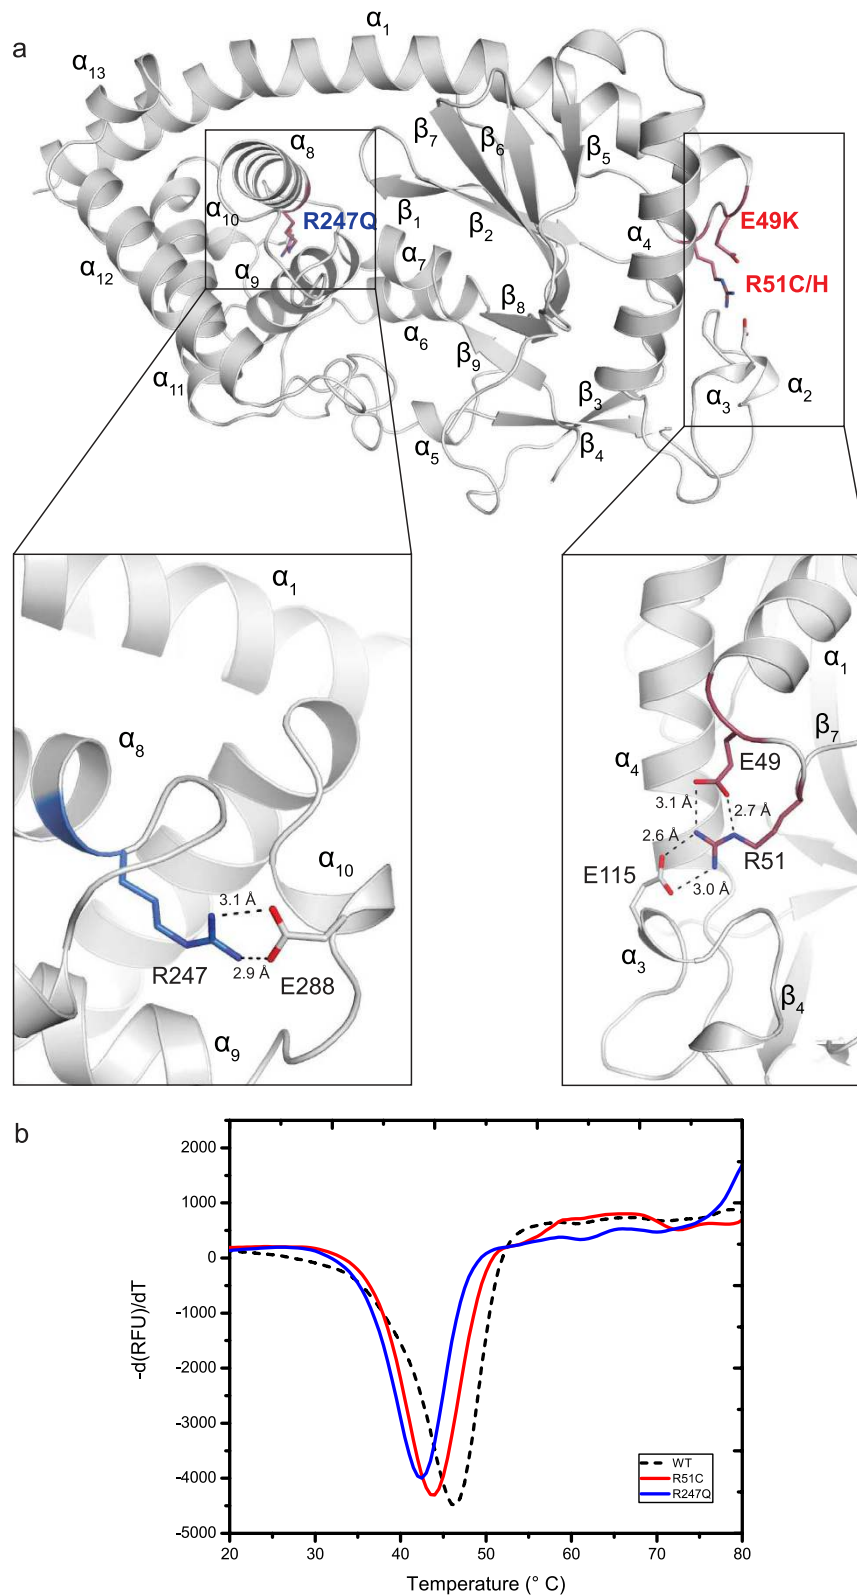 a
α1
α13
α8
β7
β6
β5
α10
R247Q
β1
β2
α4
E49K
α12
α9
α7
R51C/H
α6
β8
α11
β9
β3
α3
α2
α5
β4
α1
α8
α10
3.1 Å
R247
2.9 Å
E288
α9
α1
β7
α4
E49
3.1 Å
2.7 Å
2.6 Å
R51
E115
3.0 Å
α3
β4
b
2000
1000
0
-1000
-2000
-3000
-4000
-5000
-d(RFU)/dT
WT
R51C
R247Q
20 30 40 50 60 70 80
Temperature (° C)